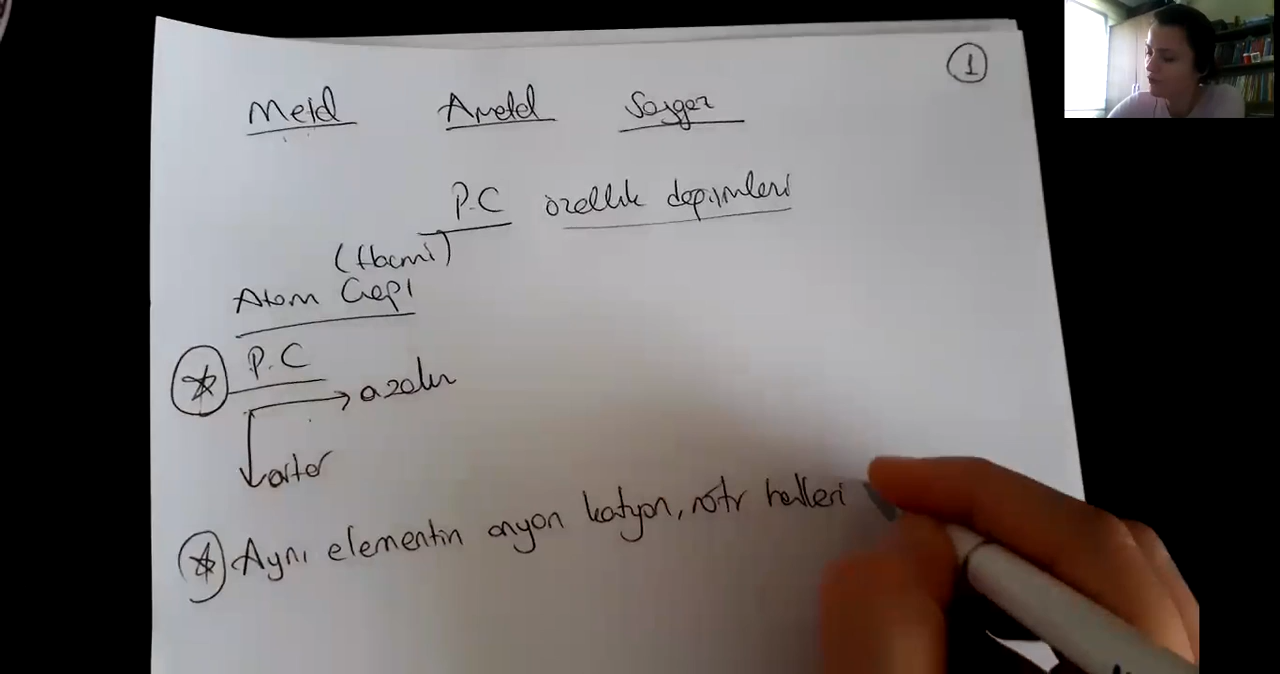 1
Metal Ametal Soygaz
P.C özellik değişimleri
(Hacmi)
Atom Çapı
P.C
azalır
artar
Aynı elementin anyon katyon, nötr halleri